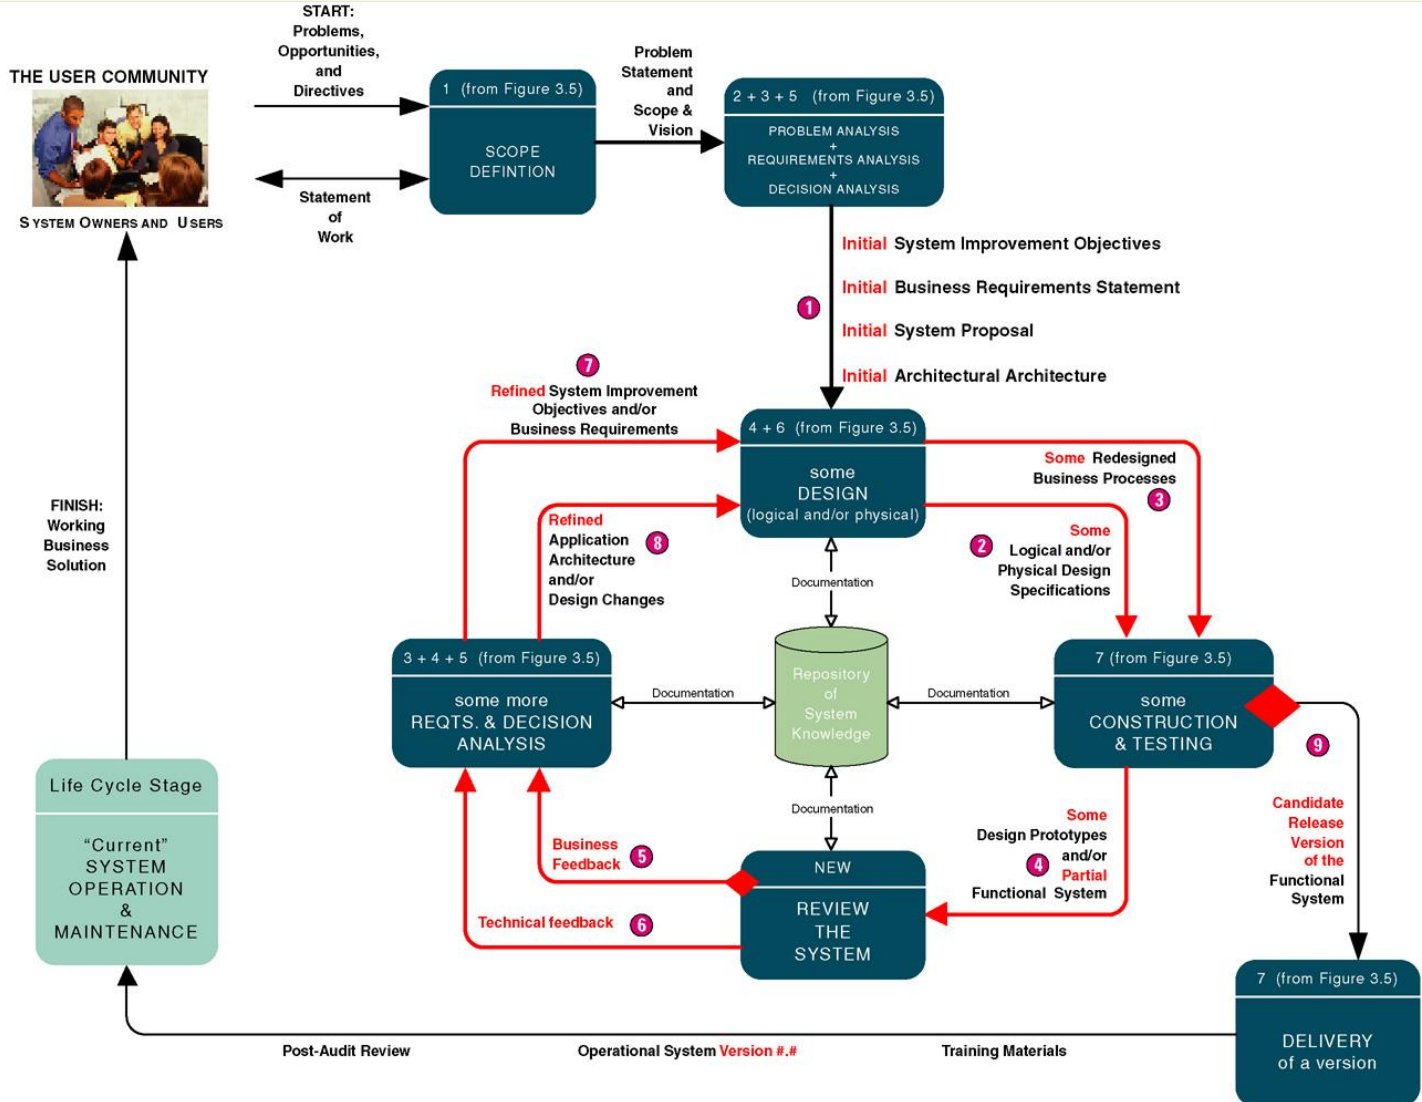 START:
Problems,
Opportunities,
and
Directives
THE USER COMMUNITY
SYSTEM OWNERS AND USERS
Statement
of
Work
1 (from Figure 3.5)
SCOPE
DEFINTION
Problem
Statement
and
Scope &
Vision
2 + 3 + 5 (from Figure 3.5)
PROBLEM ANALYSIS
+
REQUIREMENTS ANALYSIS
+
DECISION ANALYSIS
Initial System Improvement Objectives
Initial Business Requirements Statement
1
Initial System Proposal
Initial Architectural Architecture
7
Refined System Improvement
Objectives and/or
Business Requirements
4 + 6 (from Figure 3.5)
some
DESIGN
(logical and/or physical)
Some Redesigned
Business Processes
3
2
Some
Logical and/or
Physical Design
Specifications
Refined
Application
Architecture
and/or
Design Changes
8
FINISH:
Working
Business
Solution
Documentation
3 + 4 + 5 (from Figure 3.5)
some more
REQTS. & DECISION
ANALYSIS
Documentation
Repository
of
System
Knowledge
Documentation
7 (from Figure 3.5)
some
CONSTRUCTION
& TESTING
9
Candidate
Release
Version
of the
Functional
System
Documentation
Some
Design Prototypes
and/or
4
Partial
Functional System
Business
Feedback
5
Technical feedback
6
NEW
REVIEW
THE
SYSTEM
Life Cycle Stage
“Current”
SYSTEM
OPERATION
&
MAINTENANCE
7 (from Figure 3.5)
DELIVERY
of a version
Post-Audit Review
Operational System Version #.#
Training Materials